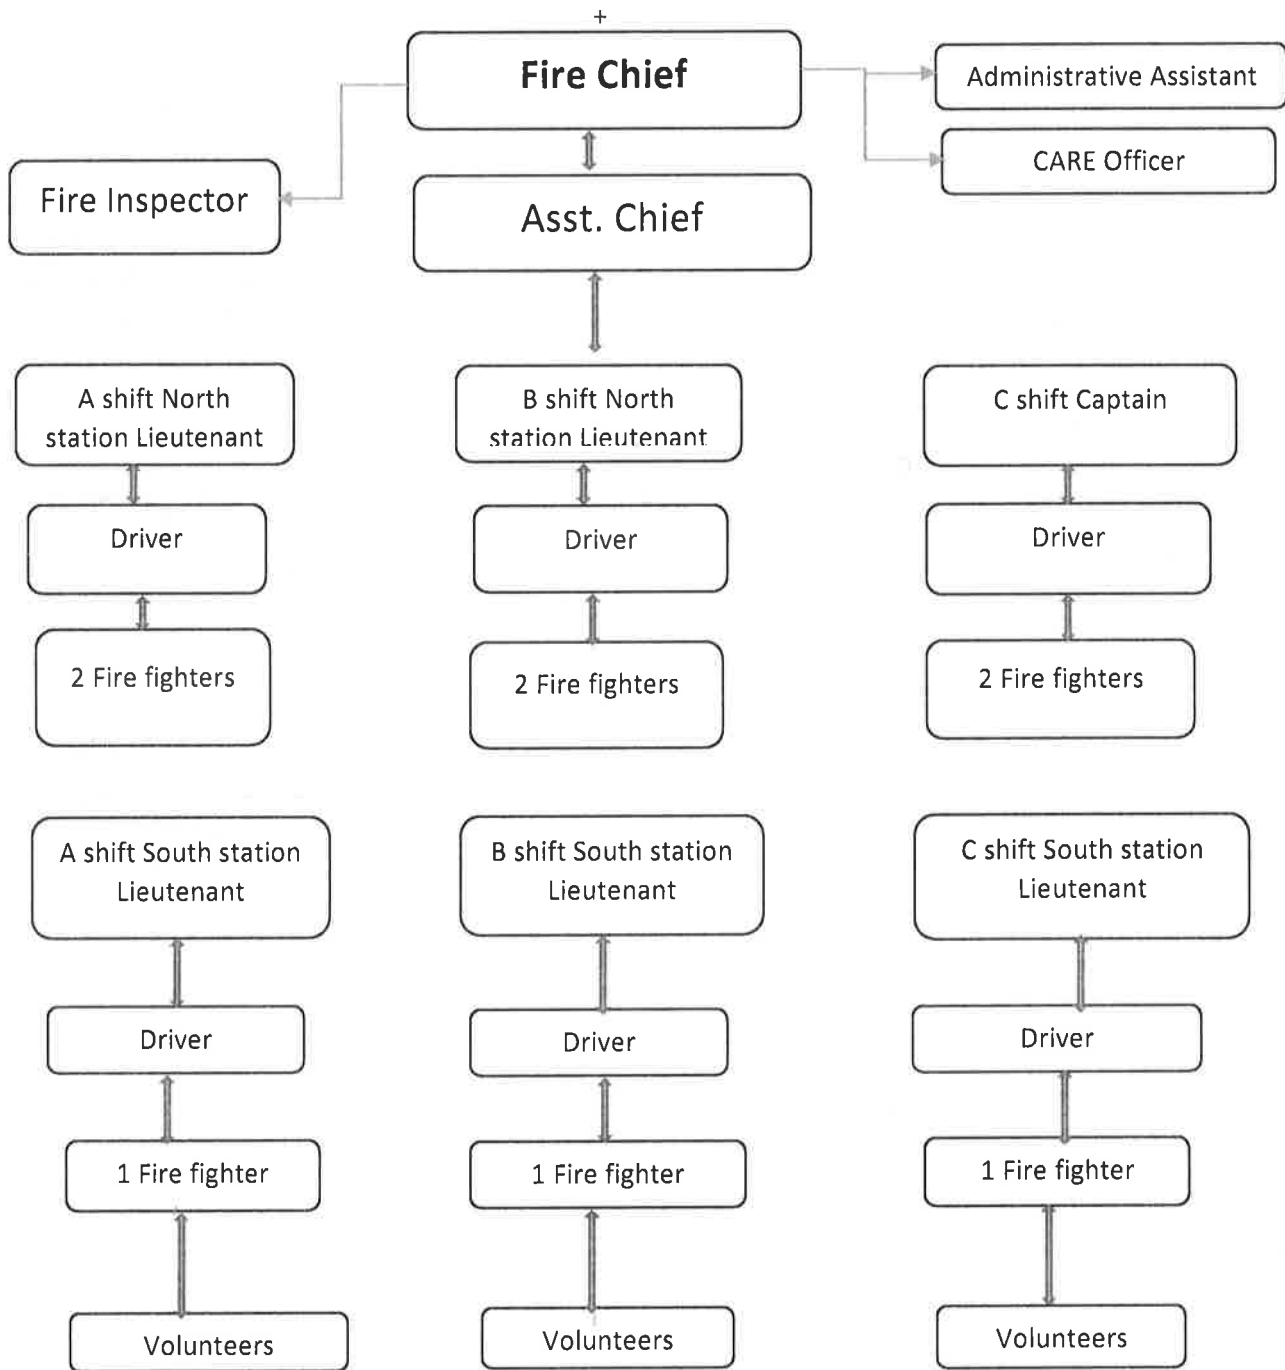 +
Fire Chief
Administrative Assistant
CARE Officer
Fire Inspector
Asst. Chief
A shift North
station Lieutenant
B shift North
station Lieutenant
C shift Captain
Driver
Driver
Driver
2 Fire fighters
2 Fire fighters
2 Fire fighters
A shift South station
Lieutenant
B shift South station
Lieutenant
C shift South station
Lieutenant
Driver
Driver
Driver
1 Fire fighter
1 Fire fighter
1 Fire fighter
Volunteers
Volunteers
Volunteers